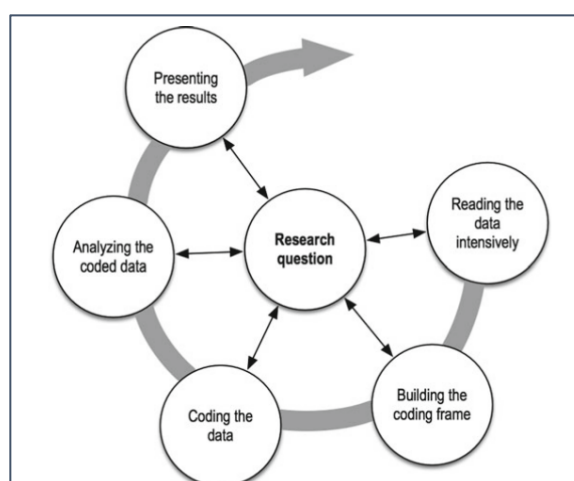 Presenting
the results
Reading the
data
intensively
Research
question
Analyzing the
coded data
Building the
coding frame
Coding the
data